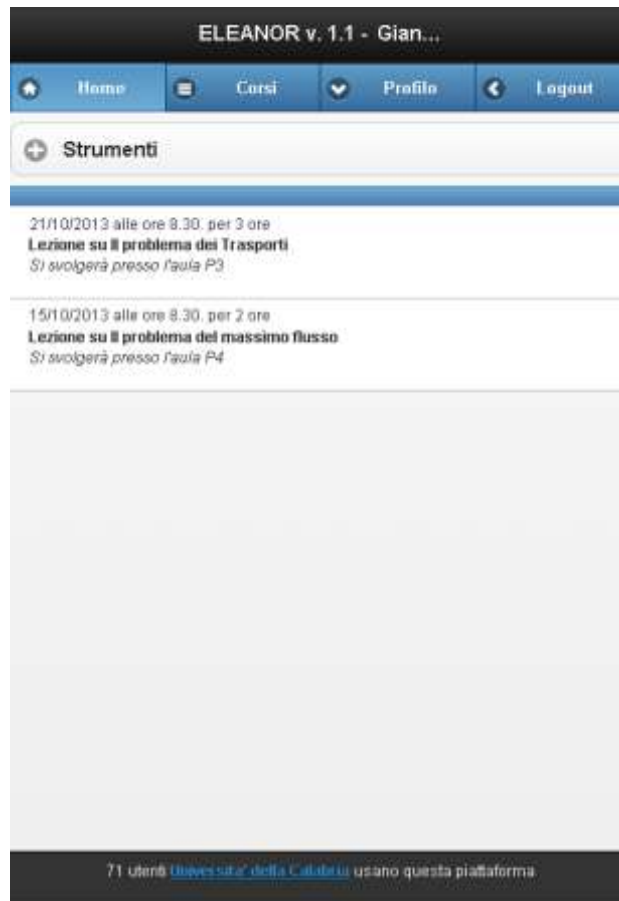 ELEANOR v. 1.1 - Gian...
Home Corsi Profilo Logout
Strumenti
21/10/2013 alle ore 8.30. per 3 ore
Lezione su Il problema dei Trasporti
Si svolgerà presso l'aula P3
15/10/2013 alle ore 8.30. per 2 ore
Lezione su Il problema del massimo flusso
Si svolgerà presso l'aula P4
71 utenti Universita' della Calabria usano questa piattaforma